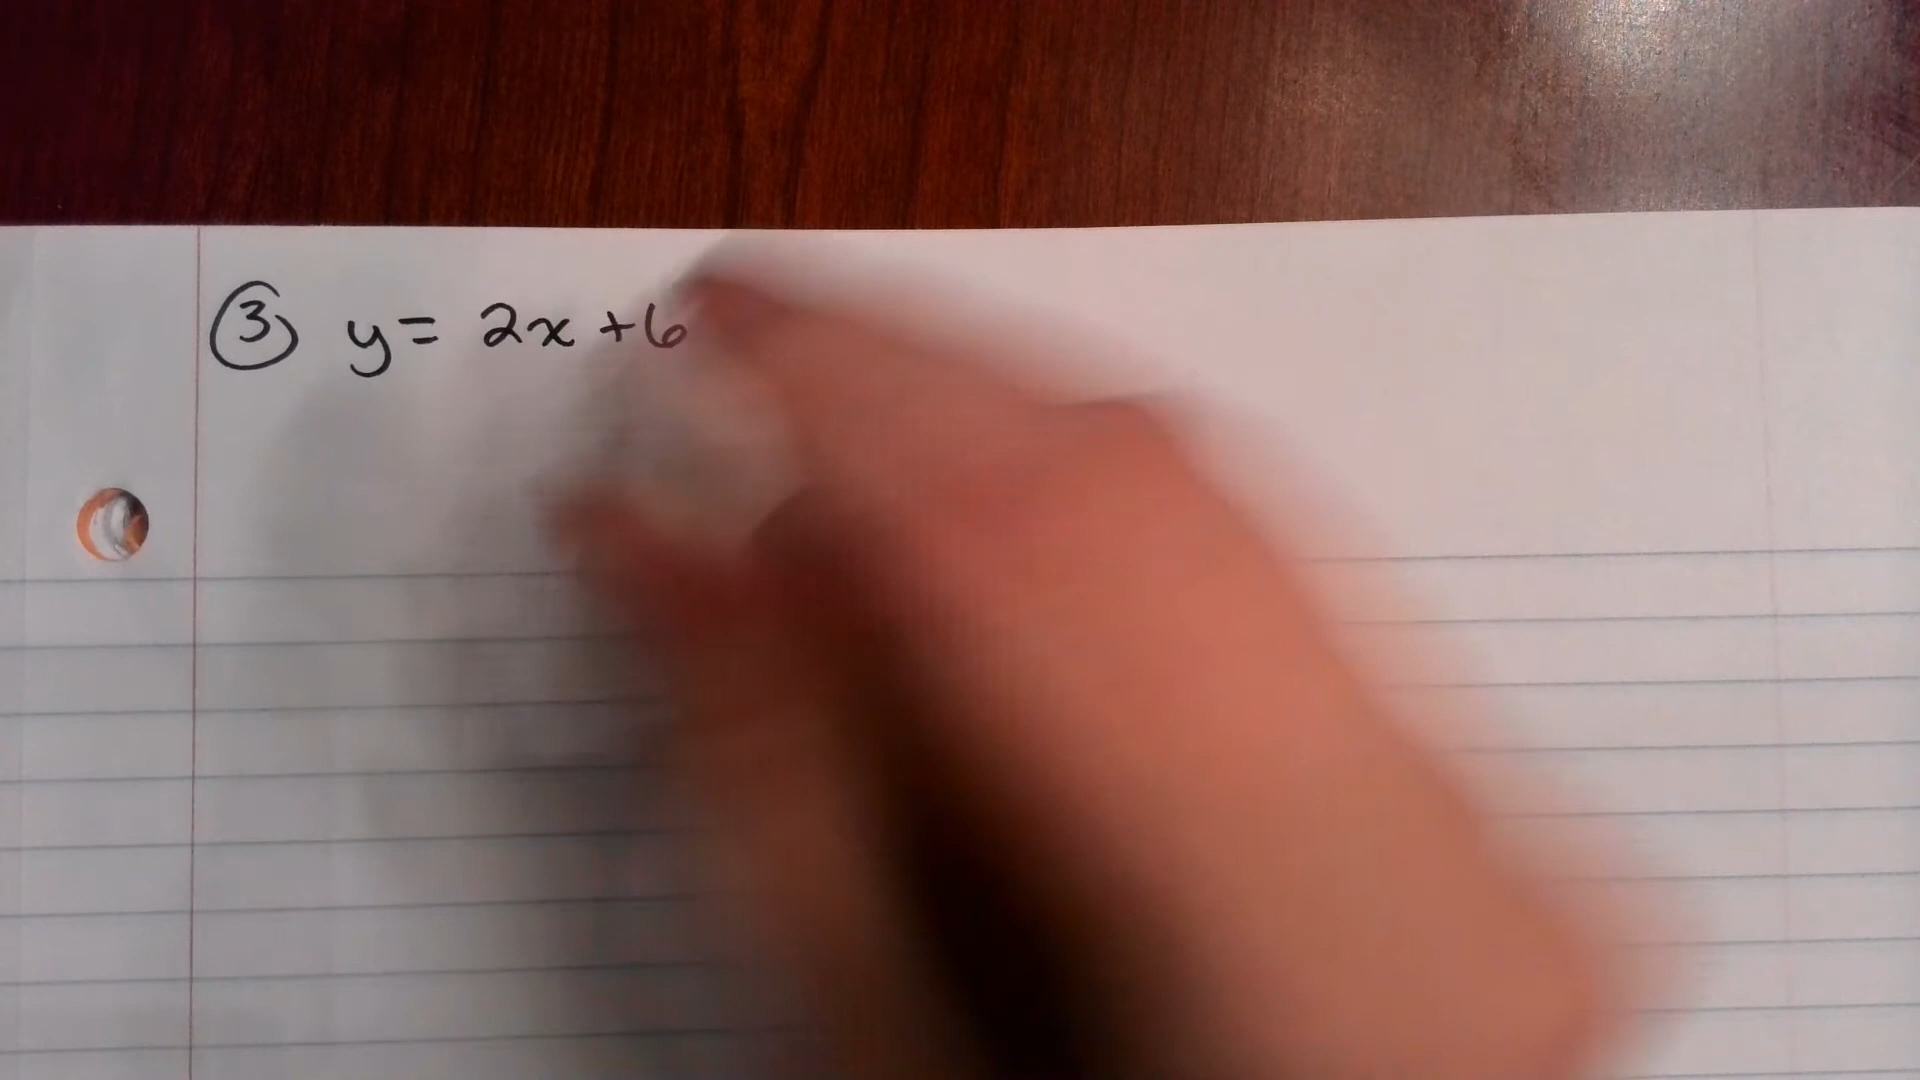 ③ y = 2x + 6